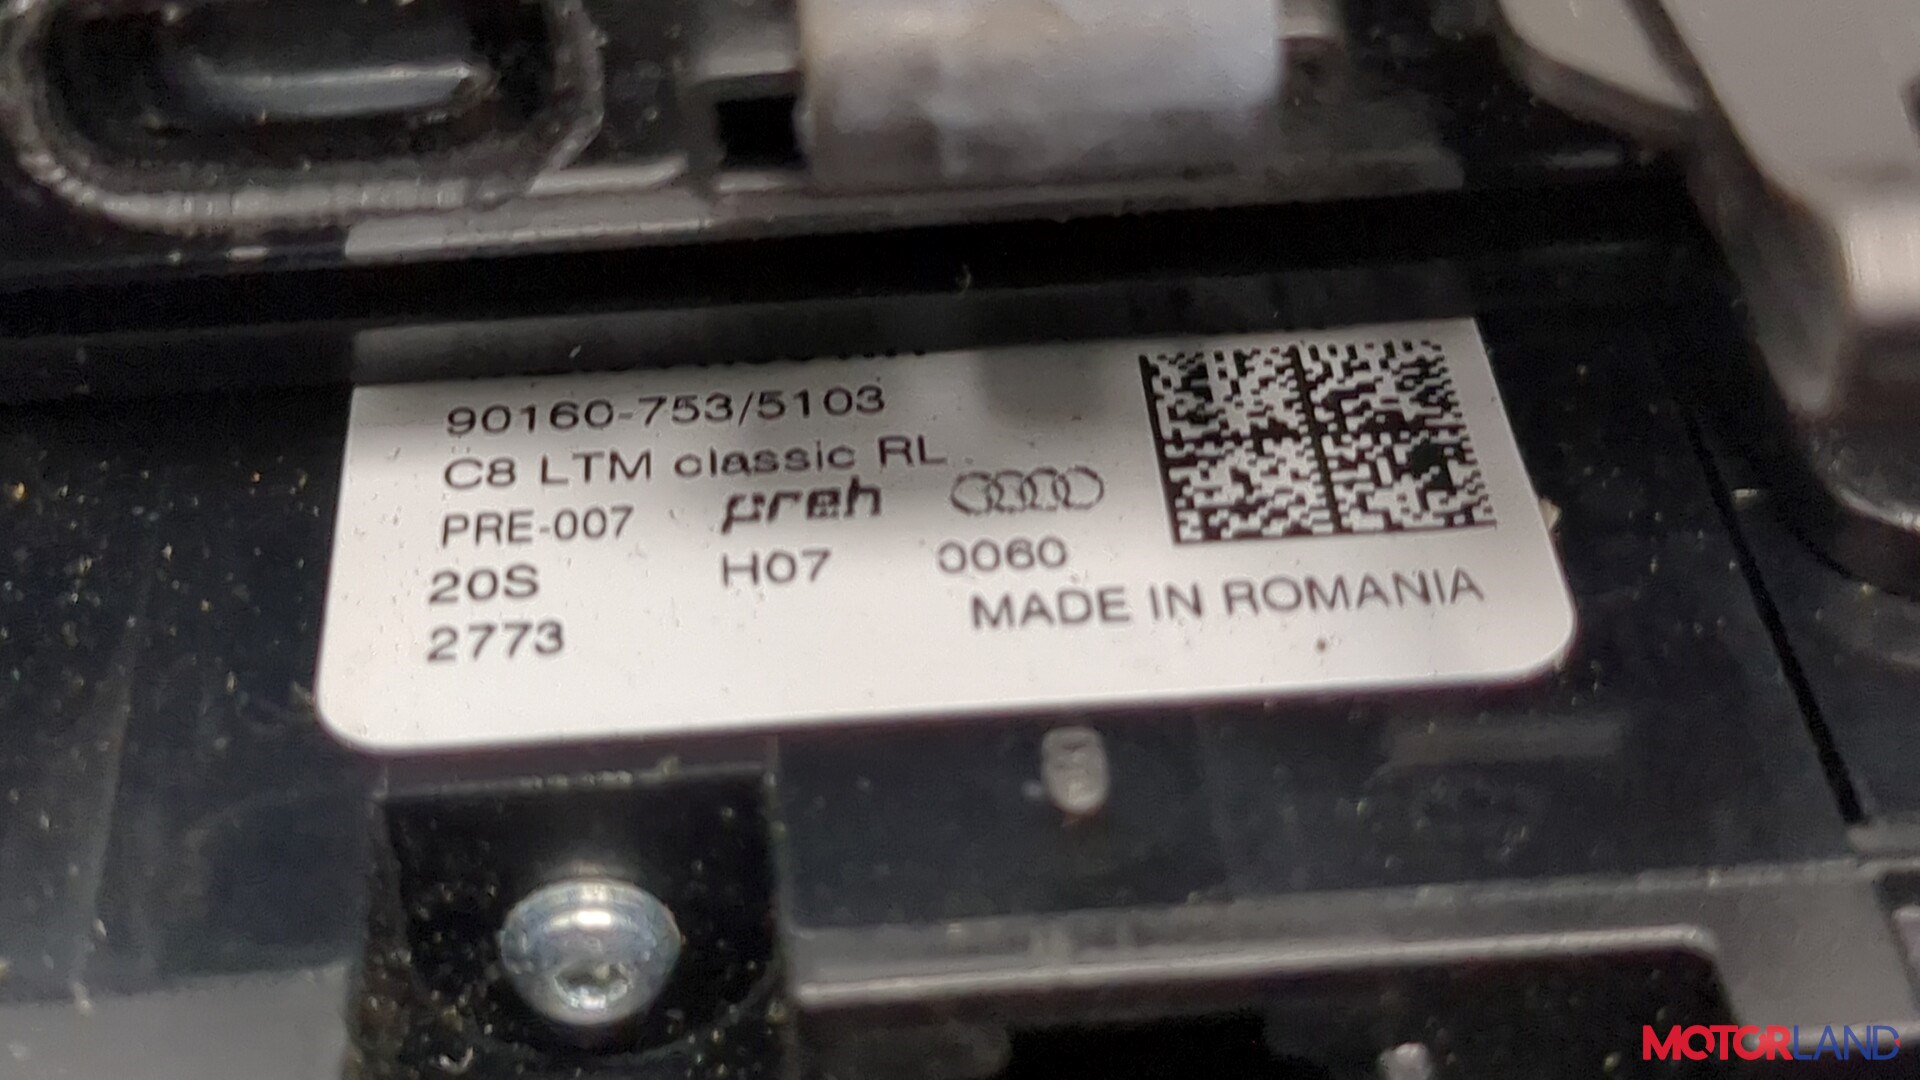 90160-753/5103
C8 LTM classic RL
PRE-007 preh
20S H07 0060
2773 MADE IN ROMANIA
MOTORLAND